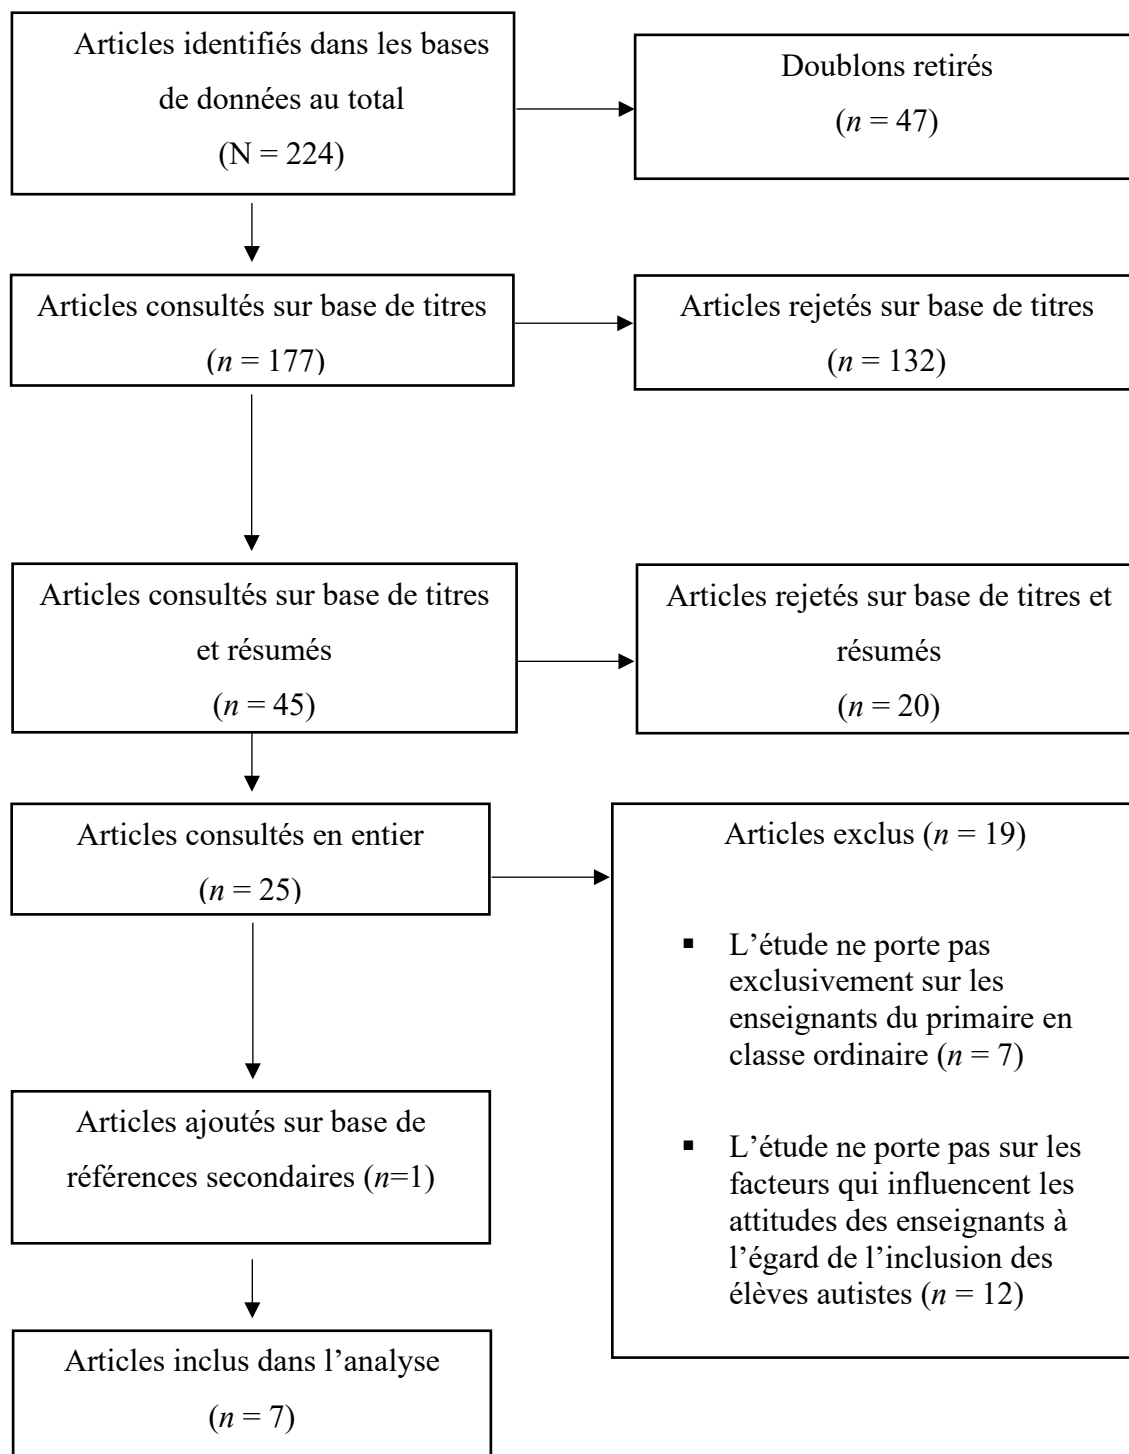 Articles identifiés dans les bases
de données au total
(N = 224)
Doublons retirés
(n = 47)
Articles consultés sur base de titres
(n = 177)
Articles rejetés sur base de titres
(n = 132)
Articles consultés sur base de titres
et résumés
(n = 45)
Articles rejetés sur base de titres et
résumés
(n = 20)
Articles consultés en entier
(n = 25)
Articles exclus (n = 19)
▪ L’étude ne porte pas
exclusivement sur les
enseignants du primaire en
classe ordinaire (n = 7)
▪ L’étude ne porte pas sur les
facteurs qui influencent les
attitudes des enseignants à
l’égard de l’inclusion des
élèves autistes (n = 12)
Articles ajoutés sur base de
références secondaires (n=1)
Articles inclus dans l’analyse
(n = 7)